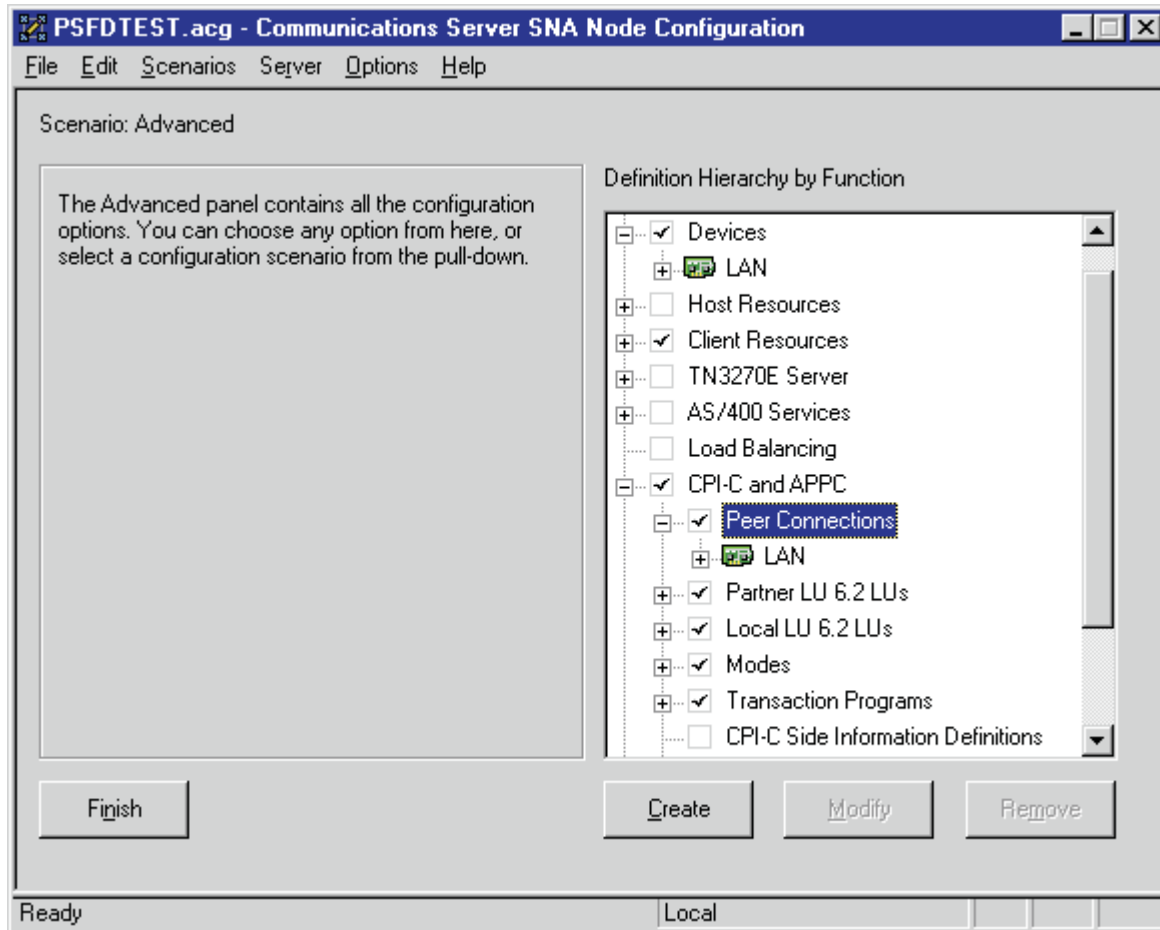 PSFDTEST.acg - Communications Server SNA Node Configuration
File Edit Scenarios Server Options Help
Scenario: Advanced
The Advanced panel contains all the configuration
options. You can choose any option from here, or
select a configuration scenario from the pull-down.
Definition Hierarchy by Function
Devices
LAN
Host Resources
Client Resources
TN3270E Server
AS/400 Services
Load Balancing
CPI-C and APPC
Peer Connections
LAN
Partner LU 6.2 LUs
Local LU 6.2 LUs
Modes
Transaction Programs
CPI-C Side Information Definitions
Finish
Create Modify Remove
Ready Local